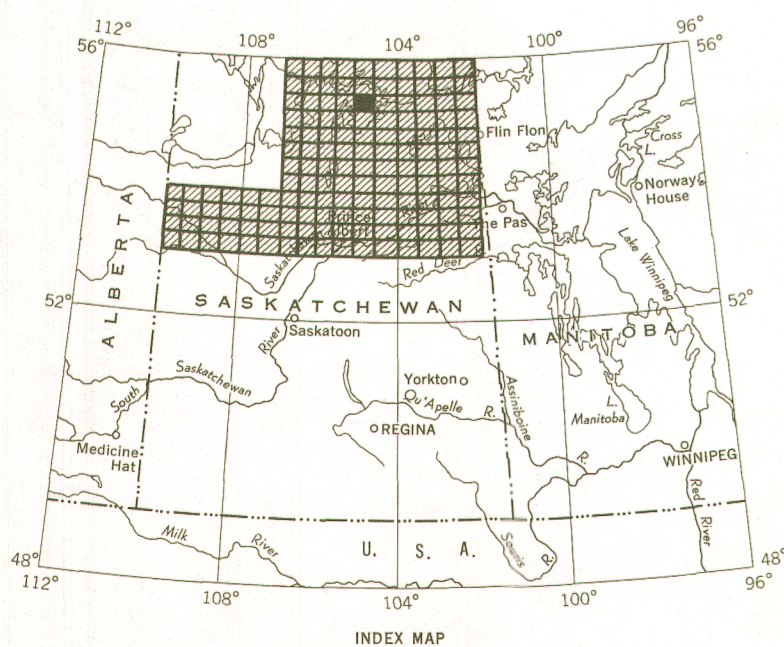 112°
56°
108°
104°
100°
96°
56°
Flin Flon
Cross
L.
Norway
House
Prince
Albert
The Pas
Saskatchewan
Red Deer
Lake Winnipeg
ALBERTA
52°
SASKATCHEWAN
52°
MANITOBA
Saskatoon
River
Saskatchewan
South
Yorkton
Qu'Apelle
R.
Assiniboine
R.
L.
Manitoba
REGINA
Medicine
Hat
WINNIPEG
Red
River
Milk
River
U. S. A.
Souris
R.
48°
112°
108°
104°
100°
96°
48°
INDEX MAP